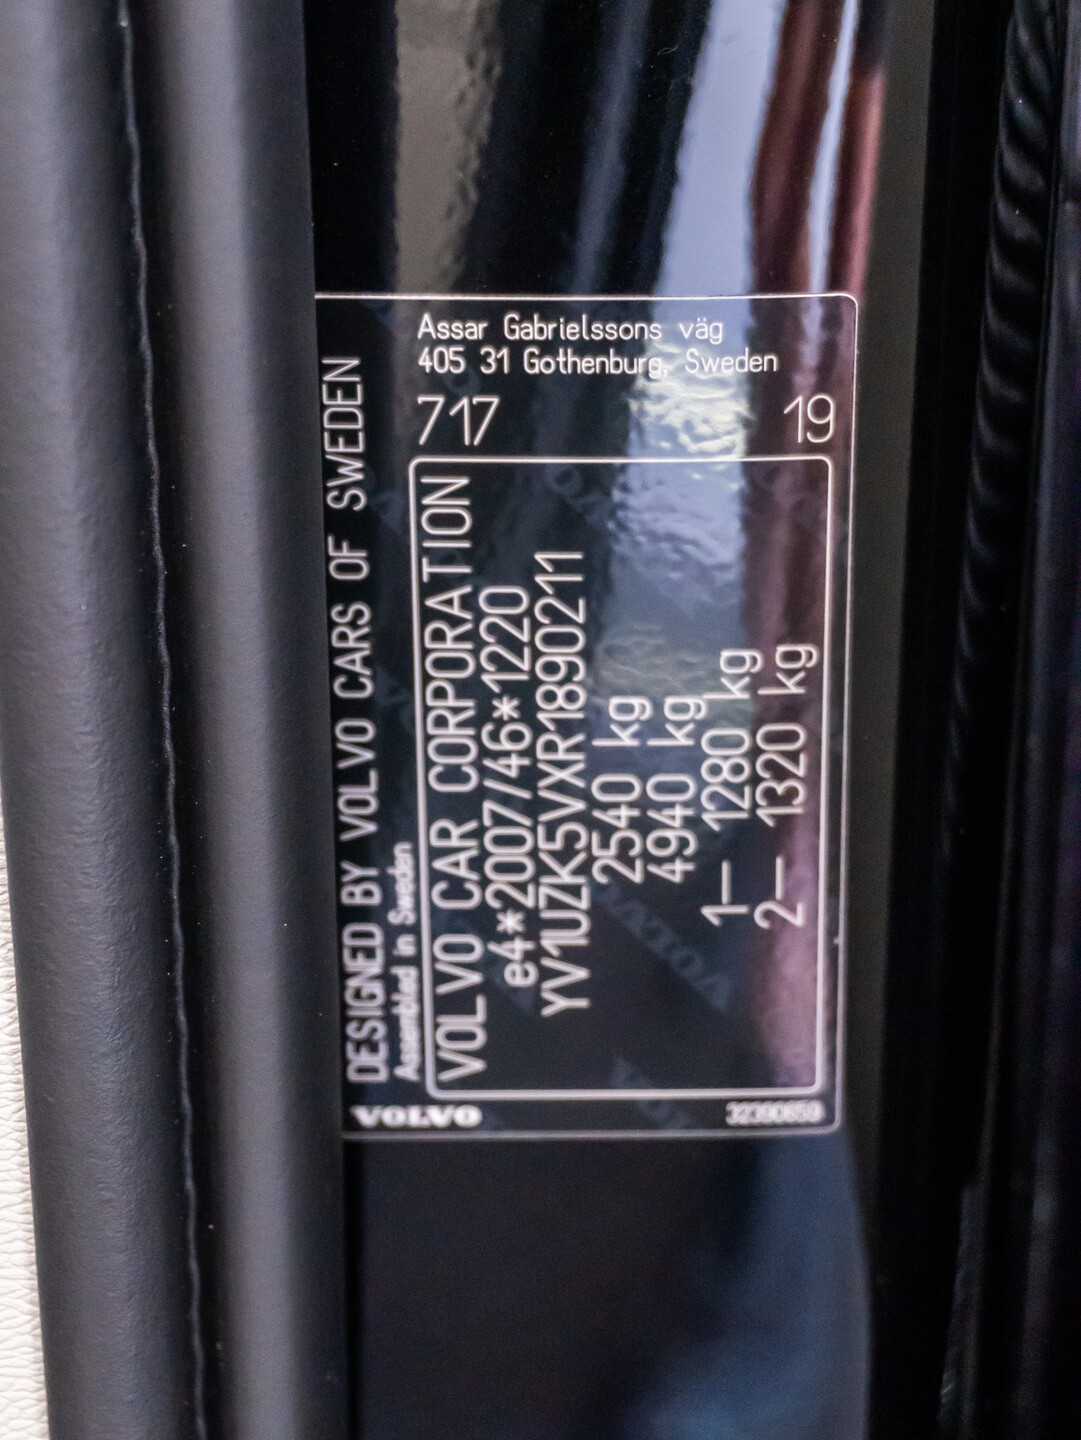 Assar Gabrielssons väg
405 31 Gothenburg, Sweden
717 19
DESIGNED BY VOLVO CARS OF SWEDEN
Assembled in Sweden
VOLVO CAR CORPORATION
e4*2007/46*1220
YV1UZK5VXR1890211
2540 kg
4940 kg
1— 1280 kg
2— 1320 kg
VOLVO